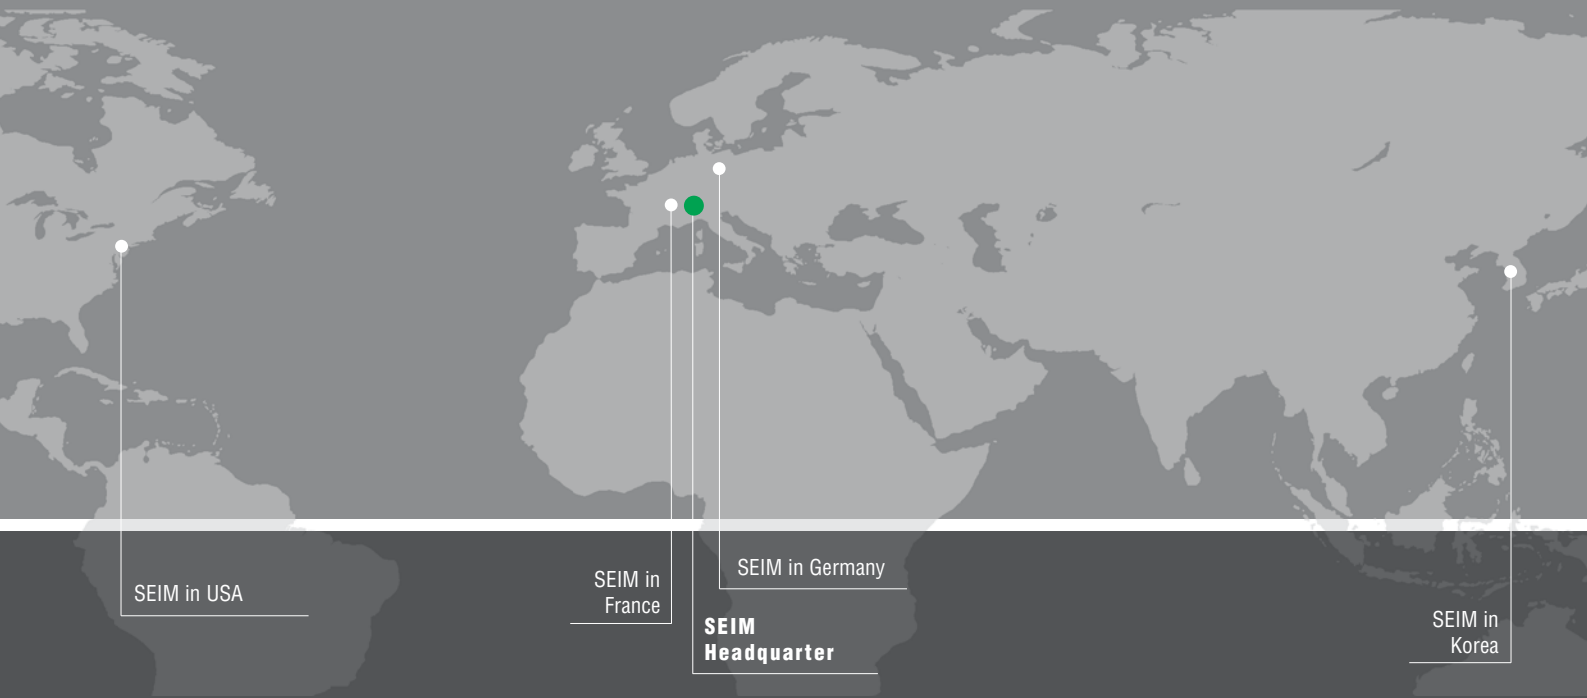 SEIM in USA
SEIM in
France
SEIM in Germany
SEIM
Headquarter
SEIM in
Korea